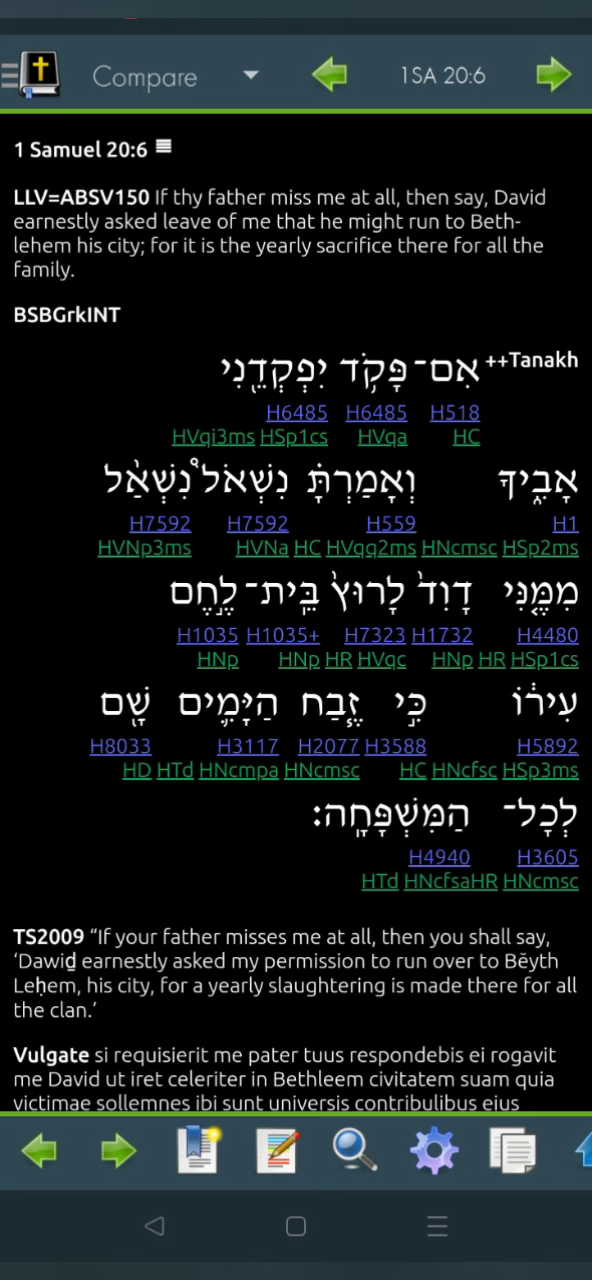 Compare
1SA 20:6
1 Samuel 20:6
LLV=ABSV150 If thy father miss me at all, then say, David
earnestly asked leave of me that he might run to Beth-
lehem his city; for it is the yearly sacrifice there for all the
family.
BSBGrkINT
++Tanakh אִם־ פָּקֹ֥ד יִפְקְדֵ֖נִי
H6485 H6485 H518
HVqi3ms HSp1cs HVqa HC
אָבִ֑יךָ וְאָמַרְתָּ֗ נִשְׁאֹל֩ נִשְׁאַ֨ל
H7592 H7592 H559 H1
HVNp3ms HVNa HC HVqq2ms HNcmsc HSp2ms
מִמֶּ֤נִּי דָוִד֙ לָרוּץ֙ בֵּֽית־ לֶ֣חֶם
H1035 H1035+ H7323 H1732 H4480
HNp HNp HR HVqc HNp HR HSp1cs
עִיר֔וֹ כִּ֣י זֶ֧בַח הַיָּמִ֛ים שָׁ֖ם
H8033 H3117 H2077 H3588 H5892
HD HTd HNcmpa HNcmsc HC HNcfsc HSp3ms
לְכָל־ הַמִּשְׁפָּחָֽה׃
H4940 H3605
HTd HNcfsaHR HNcmsc
TS2009 “If your father misses me at all, then you shall say,
‘Dawiḏ earnestly asked my permission to run over to Bĕyth
Leḥem, his city, for a yearly slaughtering is made there for all
the clan.’
Vulgate si requisierit me pater tuus respondebis ei rogavit
me David ut iret celeriter in Bethleem civitatem suam quia
victimae sollemnes ibi sunt universis contribulibus eius